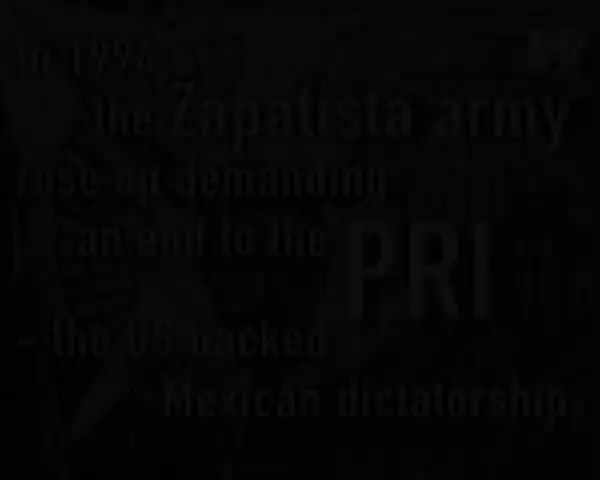 In 1994
the Zapatista army
rose up demanding
an end to the
PRI
- the US backed
Mexican dictatorship